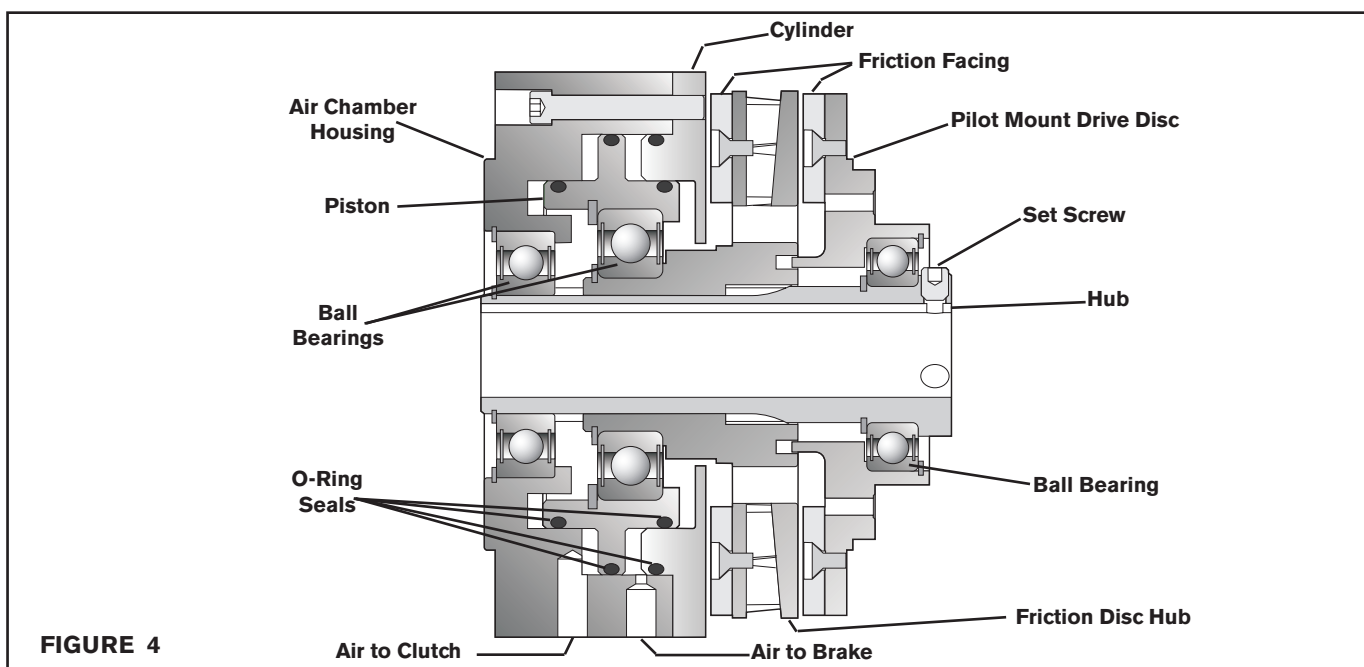 Cylinder
Friction Facing
Air Chamber
Housing
Pilot Mount Drive Disc
Piston
Set Screw
Hub
Ball
Bearings
O-Ring
Seals
Ball Bearing
Friction Disc Hub
FIGURE 4
Air to Clutch
Air to Brake